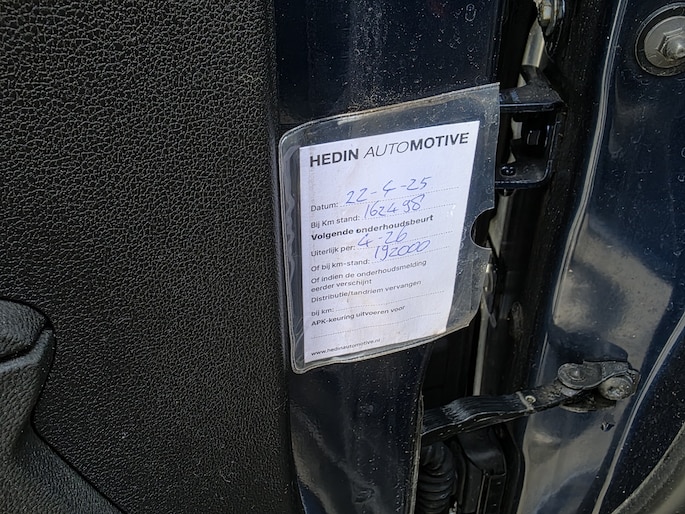 HEDIN AUTOMOTIVE
Datum: 22-4-25
Bij Km stand: 162498
Volgende onderhoudsbeurt
Uiterlijk per: 4-26
Of bij km-stand: 192000
Of indien de onderhoudsmelding
eerder verschijnt
Distributie/tandriem vervangen
bij km:
APK-keuring uitvoeren voor
www.hedinautomotive.nl